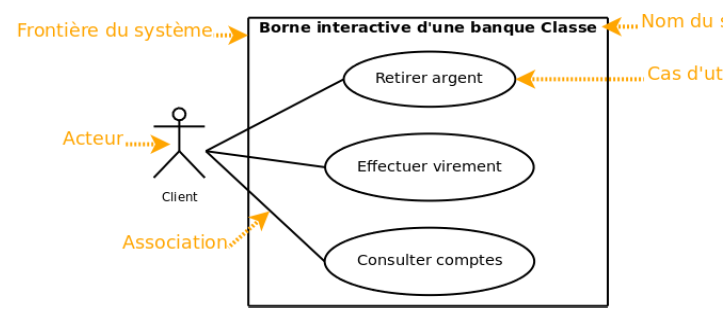 Frontière du système
Borne interactive d'une banque Classe
Nom du
Retirer argent
Cas
Acteur
Effectuer virement
Client
Association
Consulter comptes